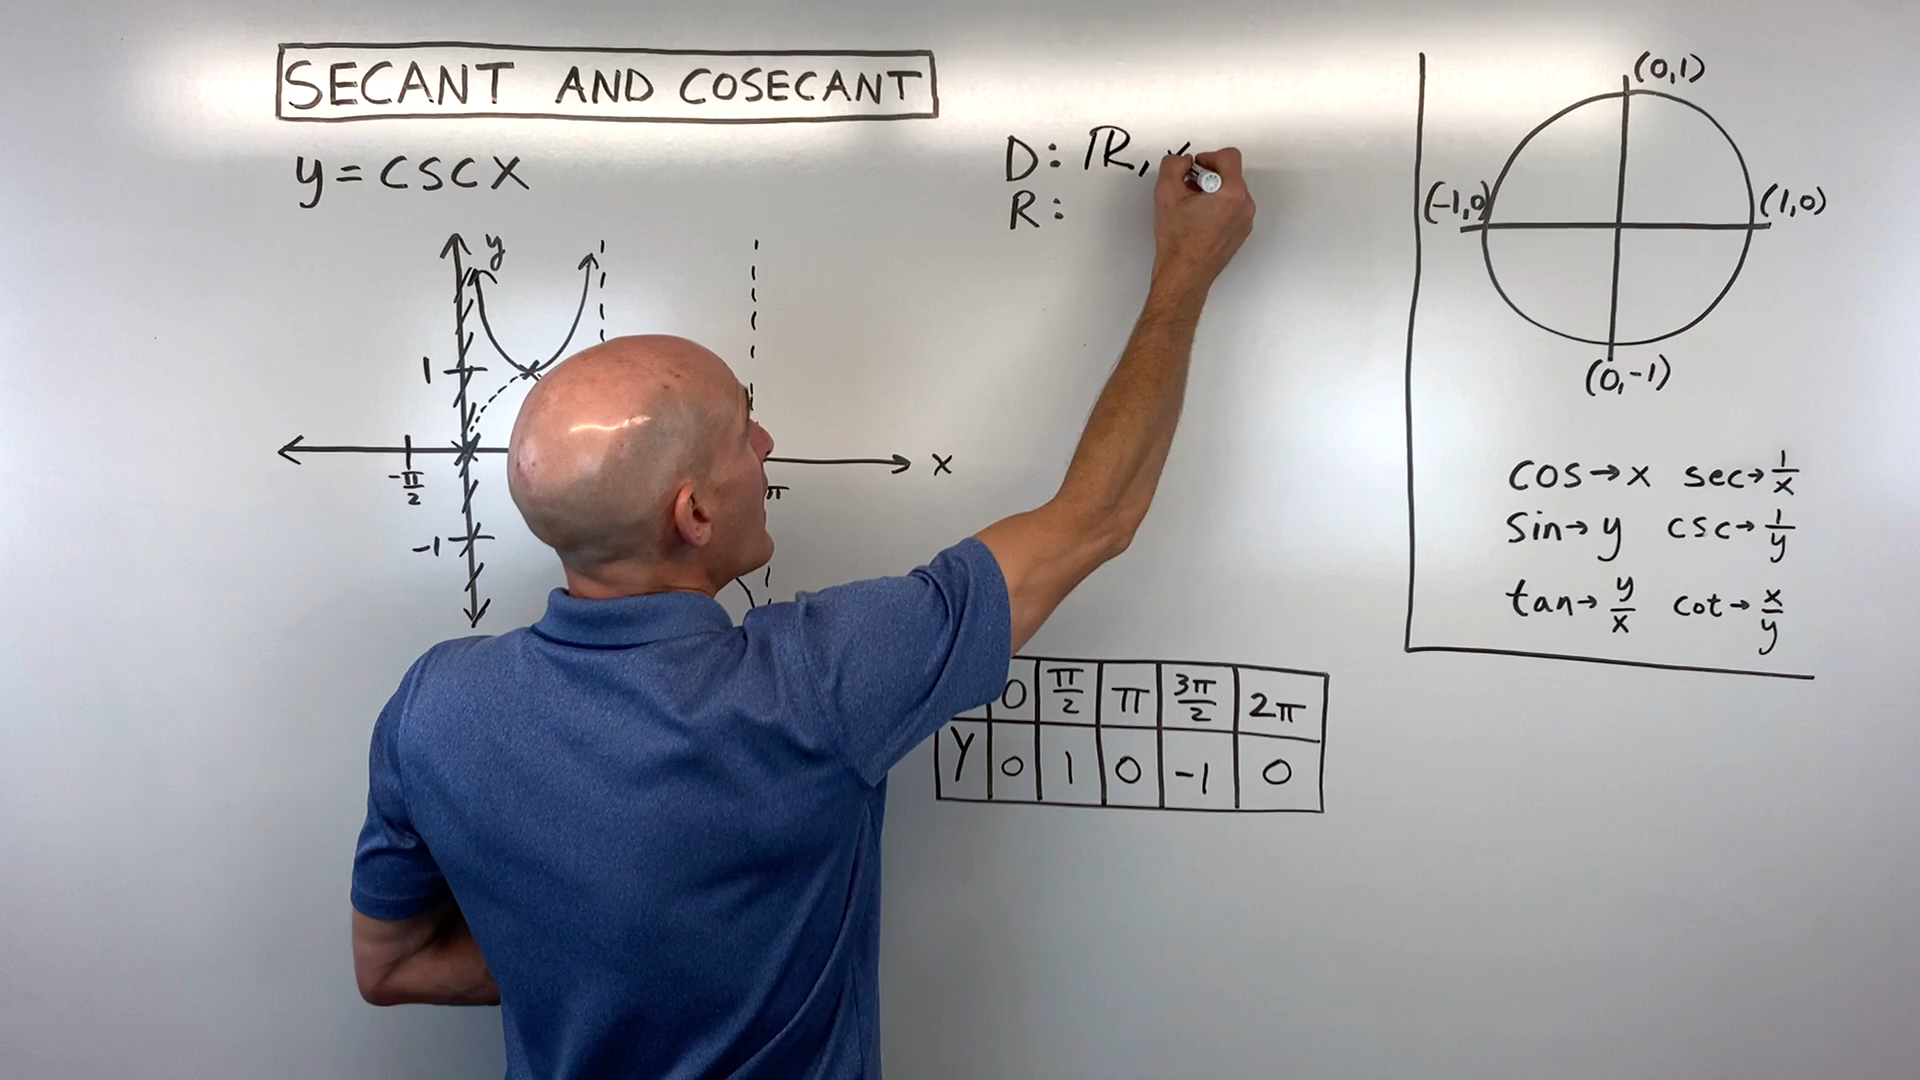 SECANT AND COSECANT
y = CSC X
D: ℝ, x
R:
y
1
-π/2
x
π
-1
0 π/2 π 3π/2 2π
Y 0 1 0 -1 0
(0,1)
(-1,0) (1,0)
(0,-1)
cos→x sec→1/x
sin→y csc→1/y
tan→y/x cot→x/y